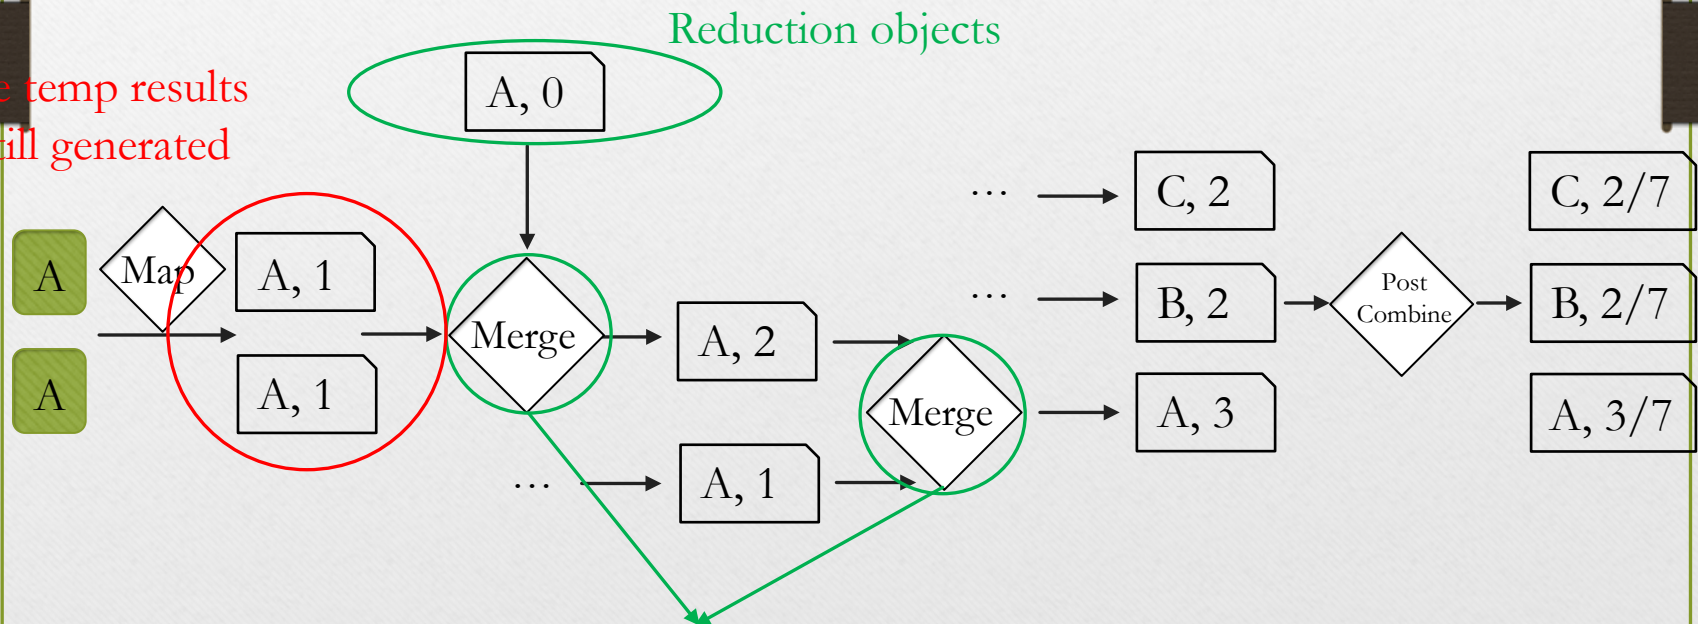 Reduction objects
A, 0
temp results
till generated
C, 2
C, 2/7
…
A
Map
A, 1
Merge
A, 2
…
B, 2
Post
Combine
B, 2/7
A
A, 1
Merge
A, 3
A, 3/7
…
A, 1